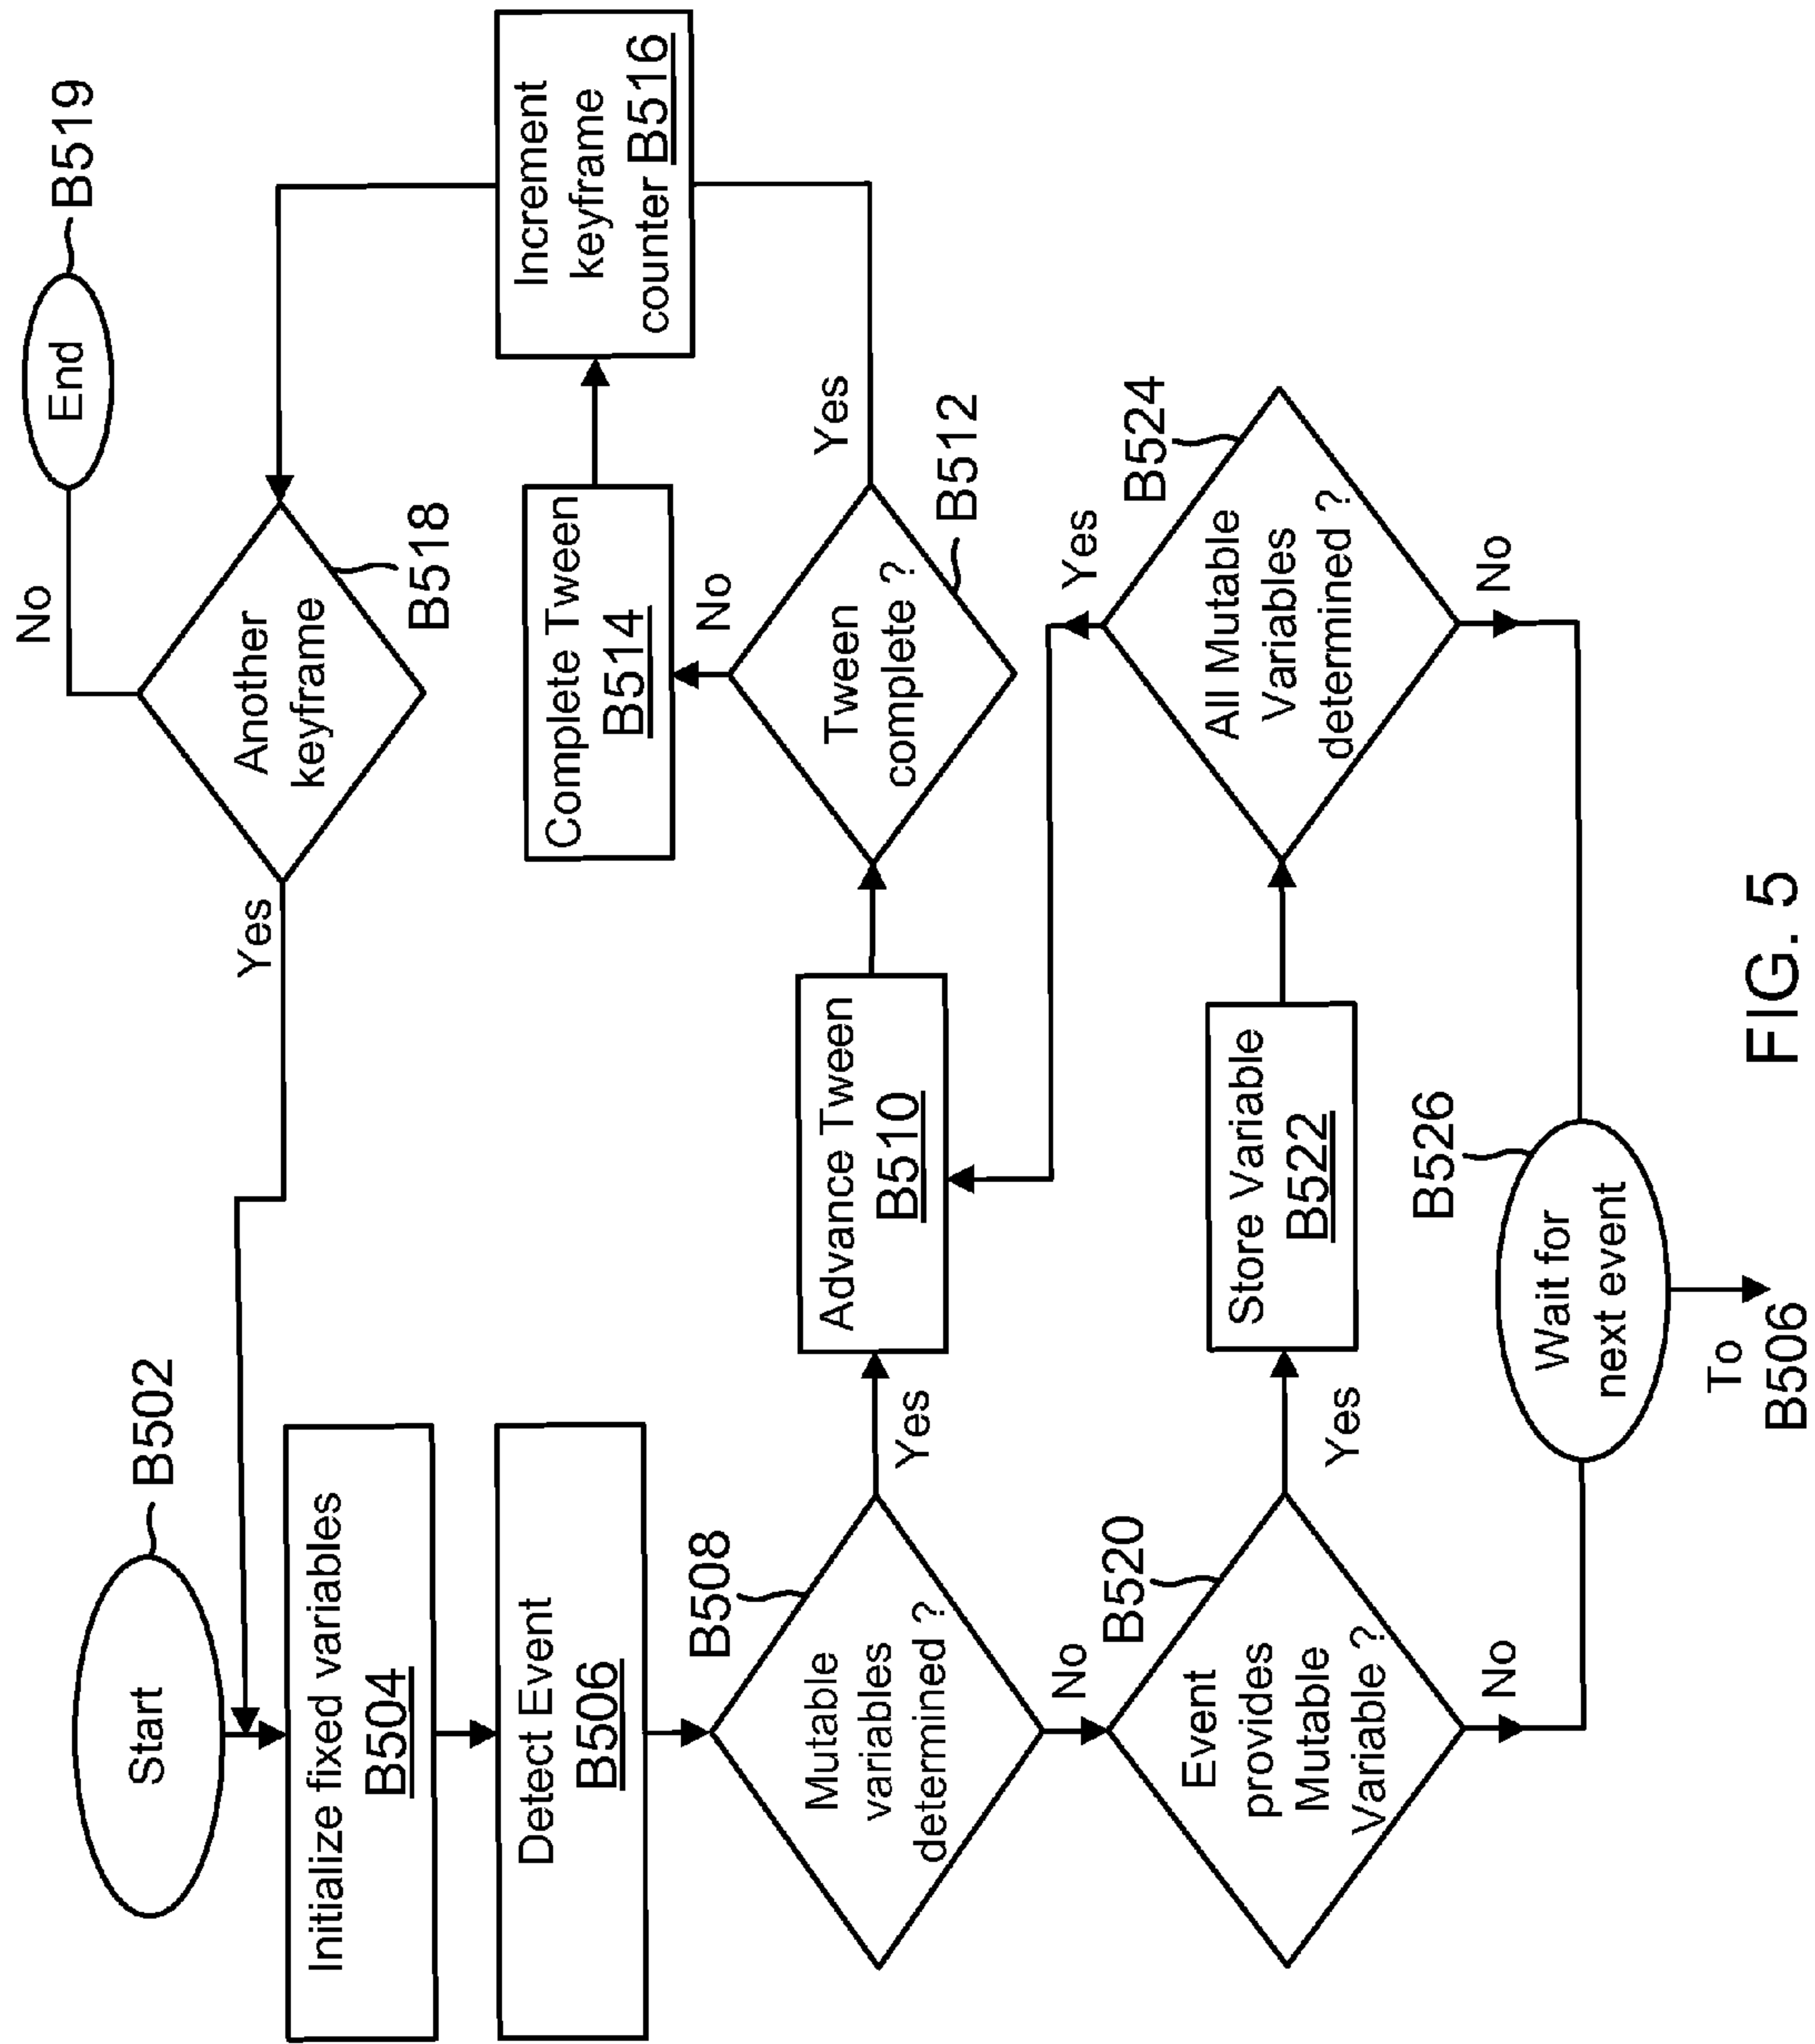 Start
B502
Initialize fixed variables
B504
Detect Event
B506
Mutable
variables
determined ?
B508
Yes
No
Advance Tween
B510
Tween
complete ?
B512
No
Yes
Complete Tween
B514
Increment
keyframe
counter B516
Another
keyframe
B518
Yes
No
End
B519
Event
provides
Mutable
Variable ?
B520
Yes
No
Store Variable
B522
All Mutable
Variables
determined ?
B524
Yes
No
Wait for
next event
B526
To
B506
FIG. 5